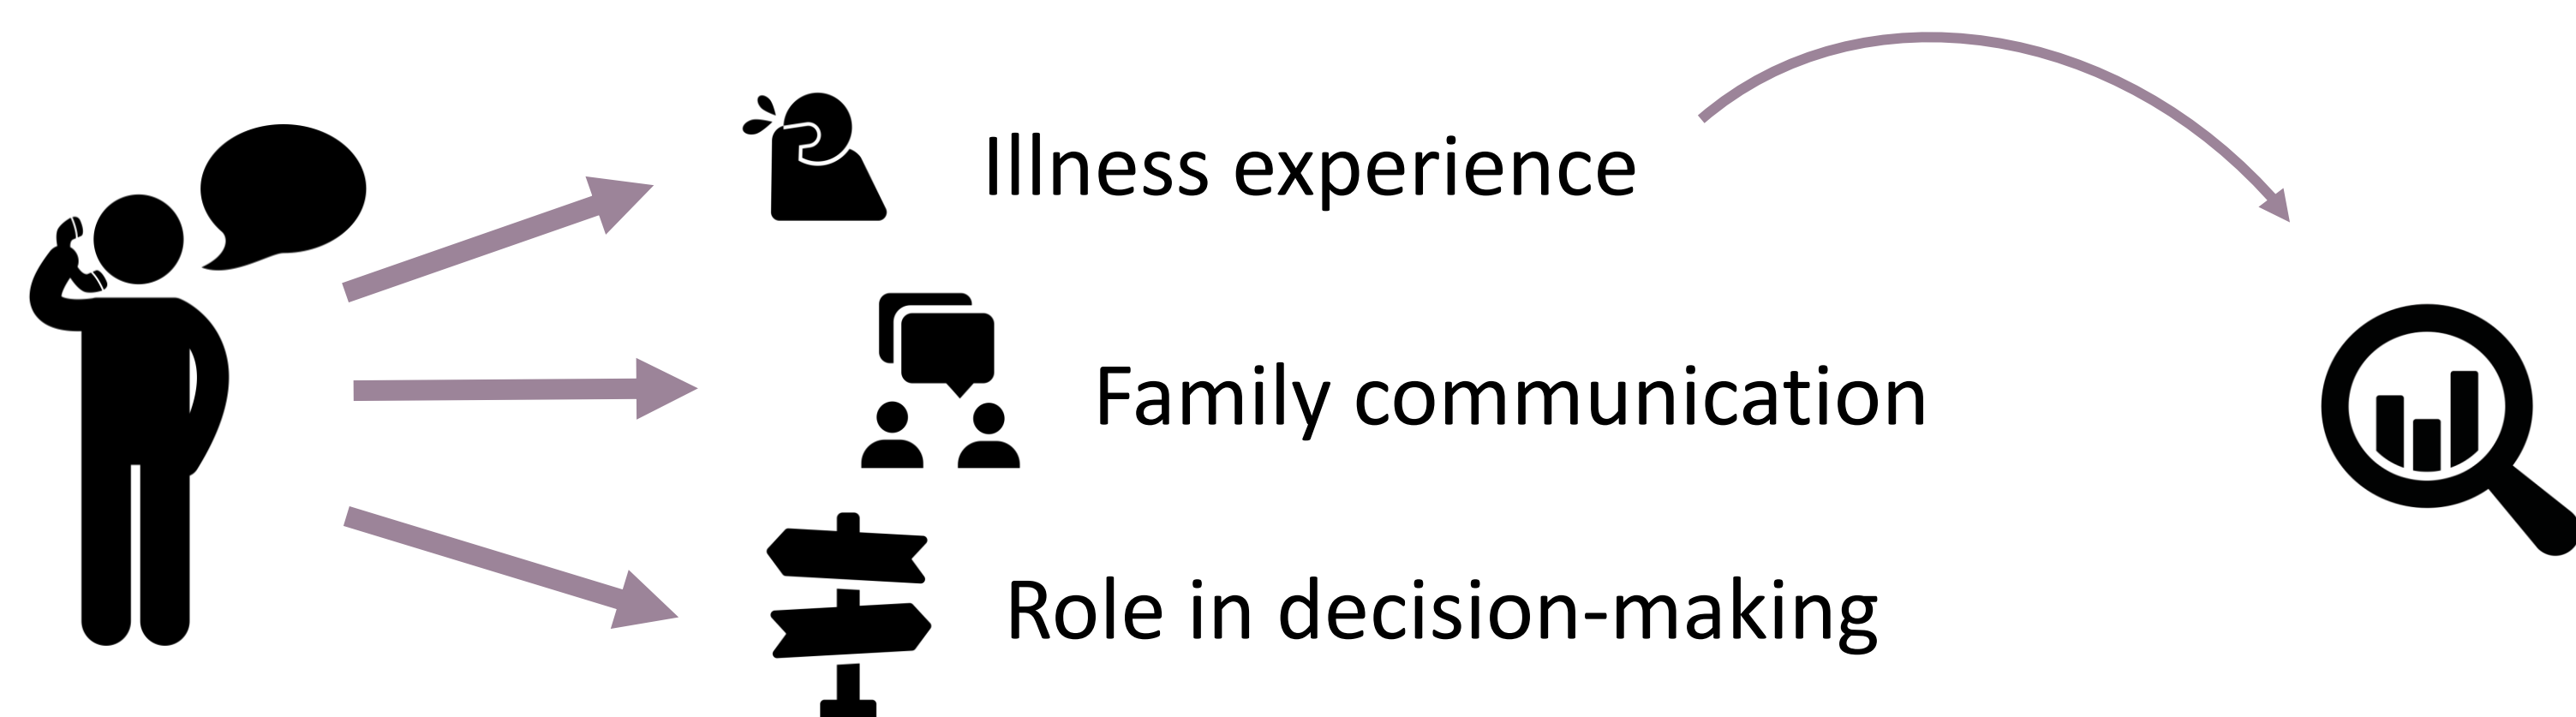 Illness experience
Family communication
Role in decision-making